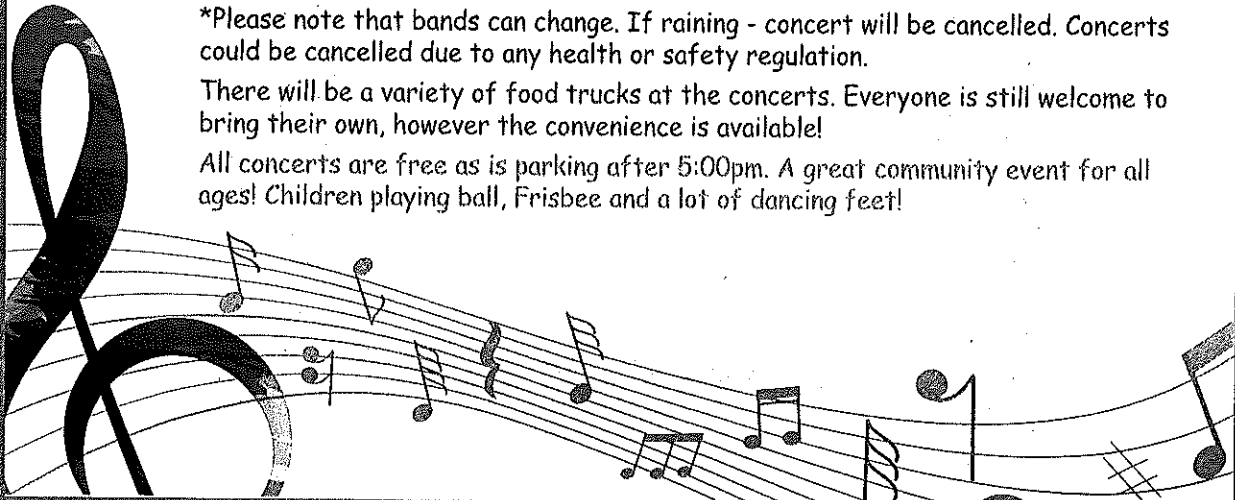 *Please note that bands can change. If raining - concert will be cancelled. Concerts
could be cancelled due to any health or safety regulation.
There will be a variety of food trucks at the concerts. Everyone is still welcome to
bring their own, however the convenience is available!
All concerts are free as is parking after 5:00pm. A great community event for all
ages! Children playing ball, Frisbee and a lot of dancing feet!